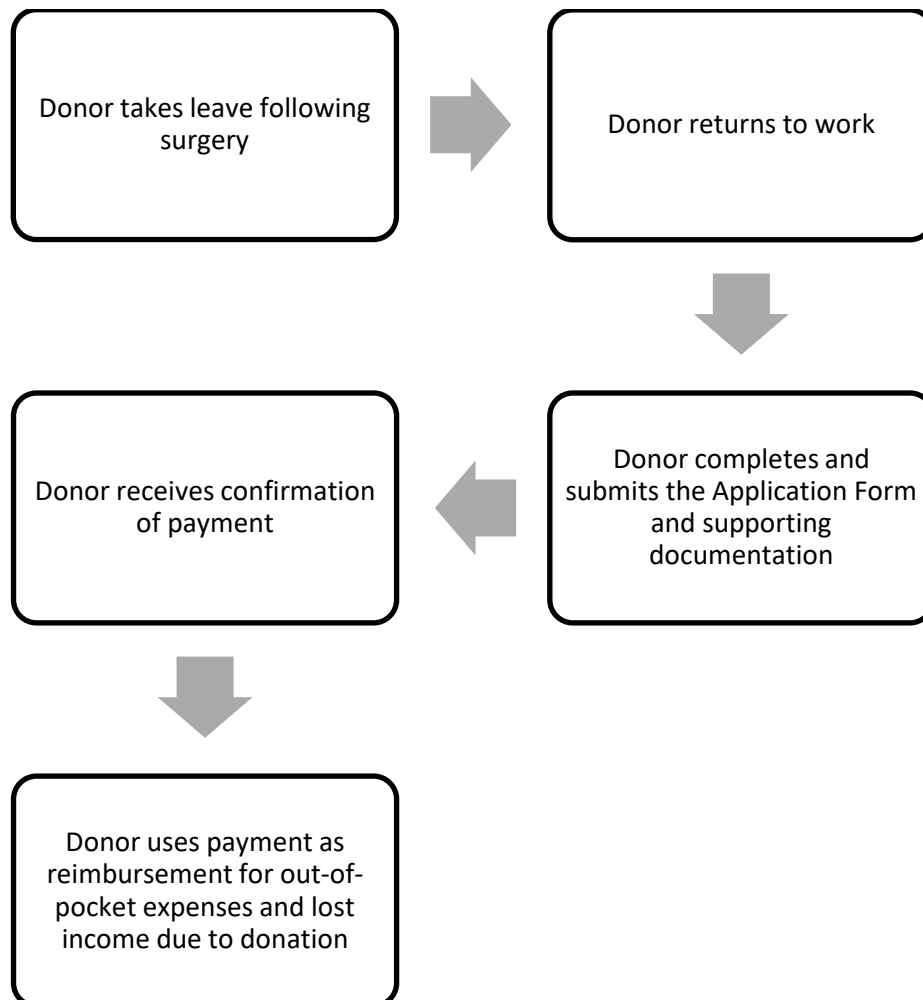 Donor takes leave following
surgery
Donor returns to work
Donor completes and
submits the Application Form
and supporting
documentation
Donor receives confirmation
of payment
Donor uses payment as
reimbursement for out-of-
pocket expenses and lost
income due to donation